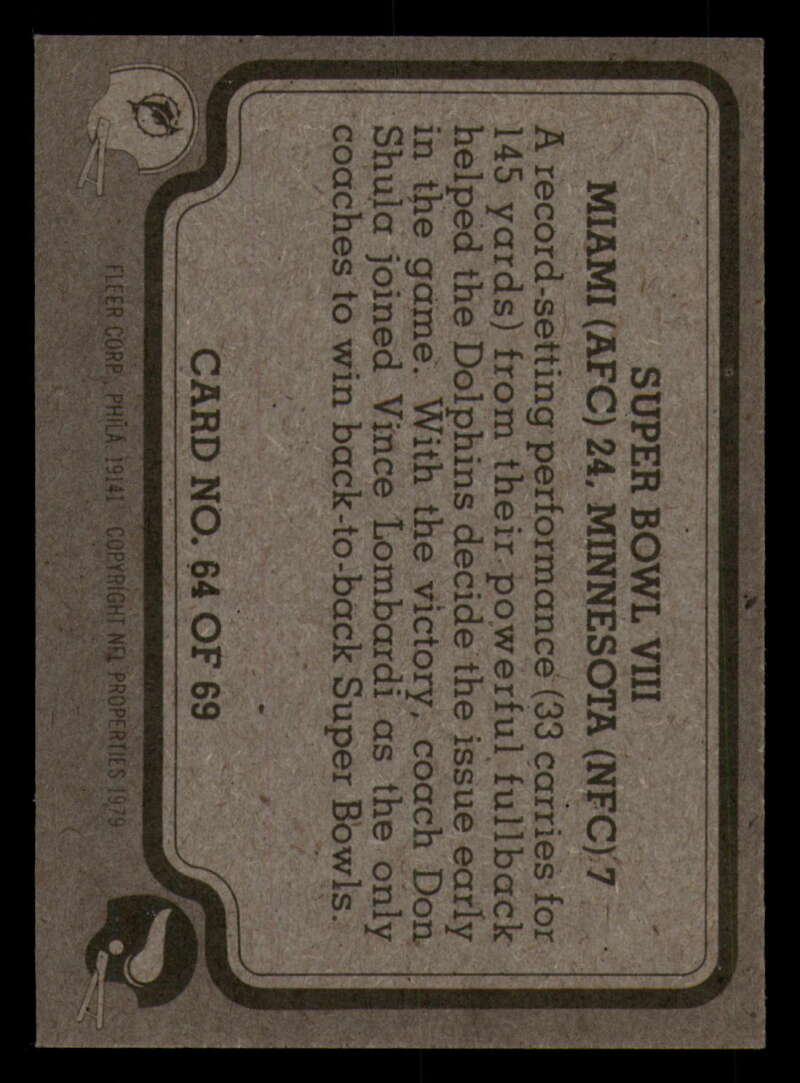 SUPER BOWL VIII
MIAMI (AFC) 24, MINNESOTA (NFC) 7
A record-setting performance (33 carries for
145 yards) from their powerful fullback
helped the Dolphins decide the issue early
in the game. With the victory, coach Don
Shula joined Vince Lombardi as the only
coaches to win back-to-back Super Bowls.
CARD NO. 64 OF 69
FLEER CORP., PHILA. 19141 COPYRIGHT NFL PROPERTIES 1979